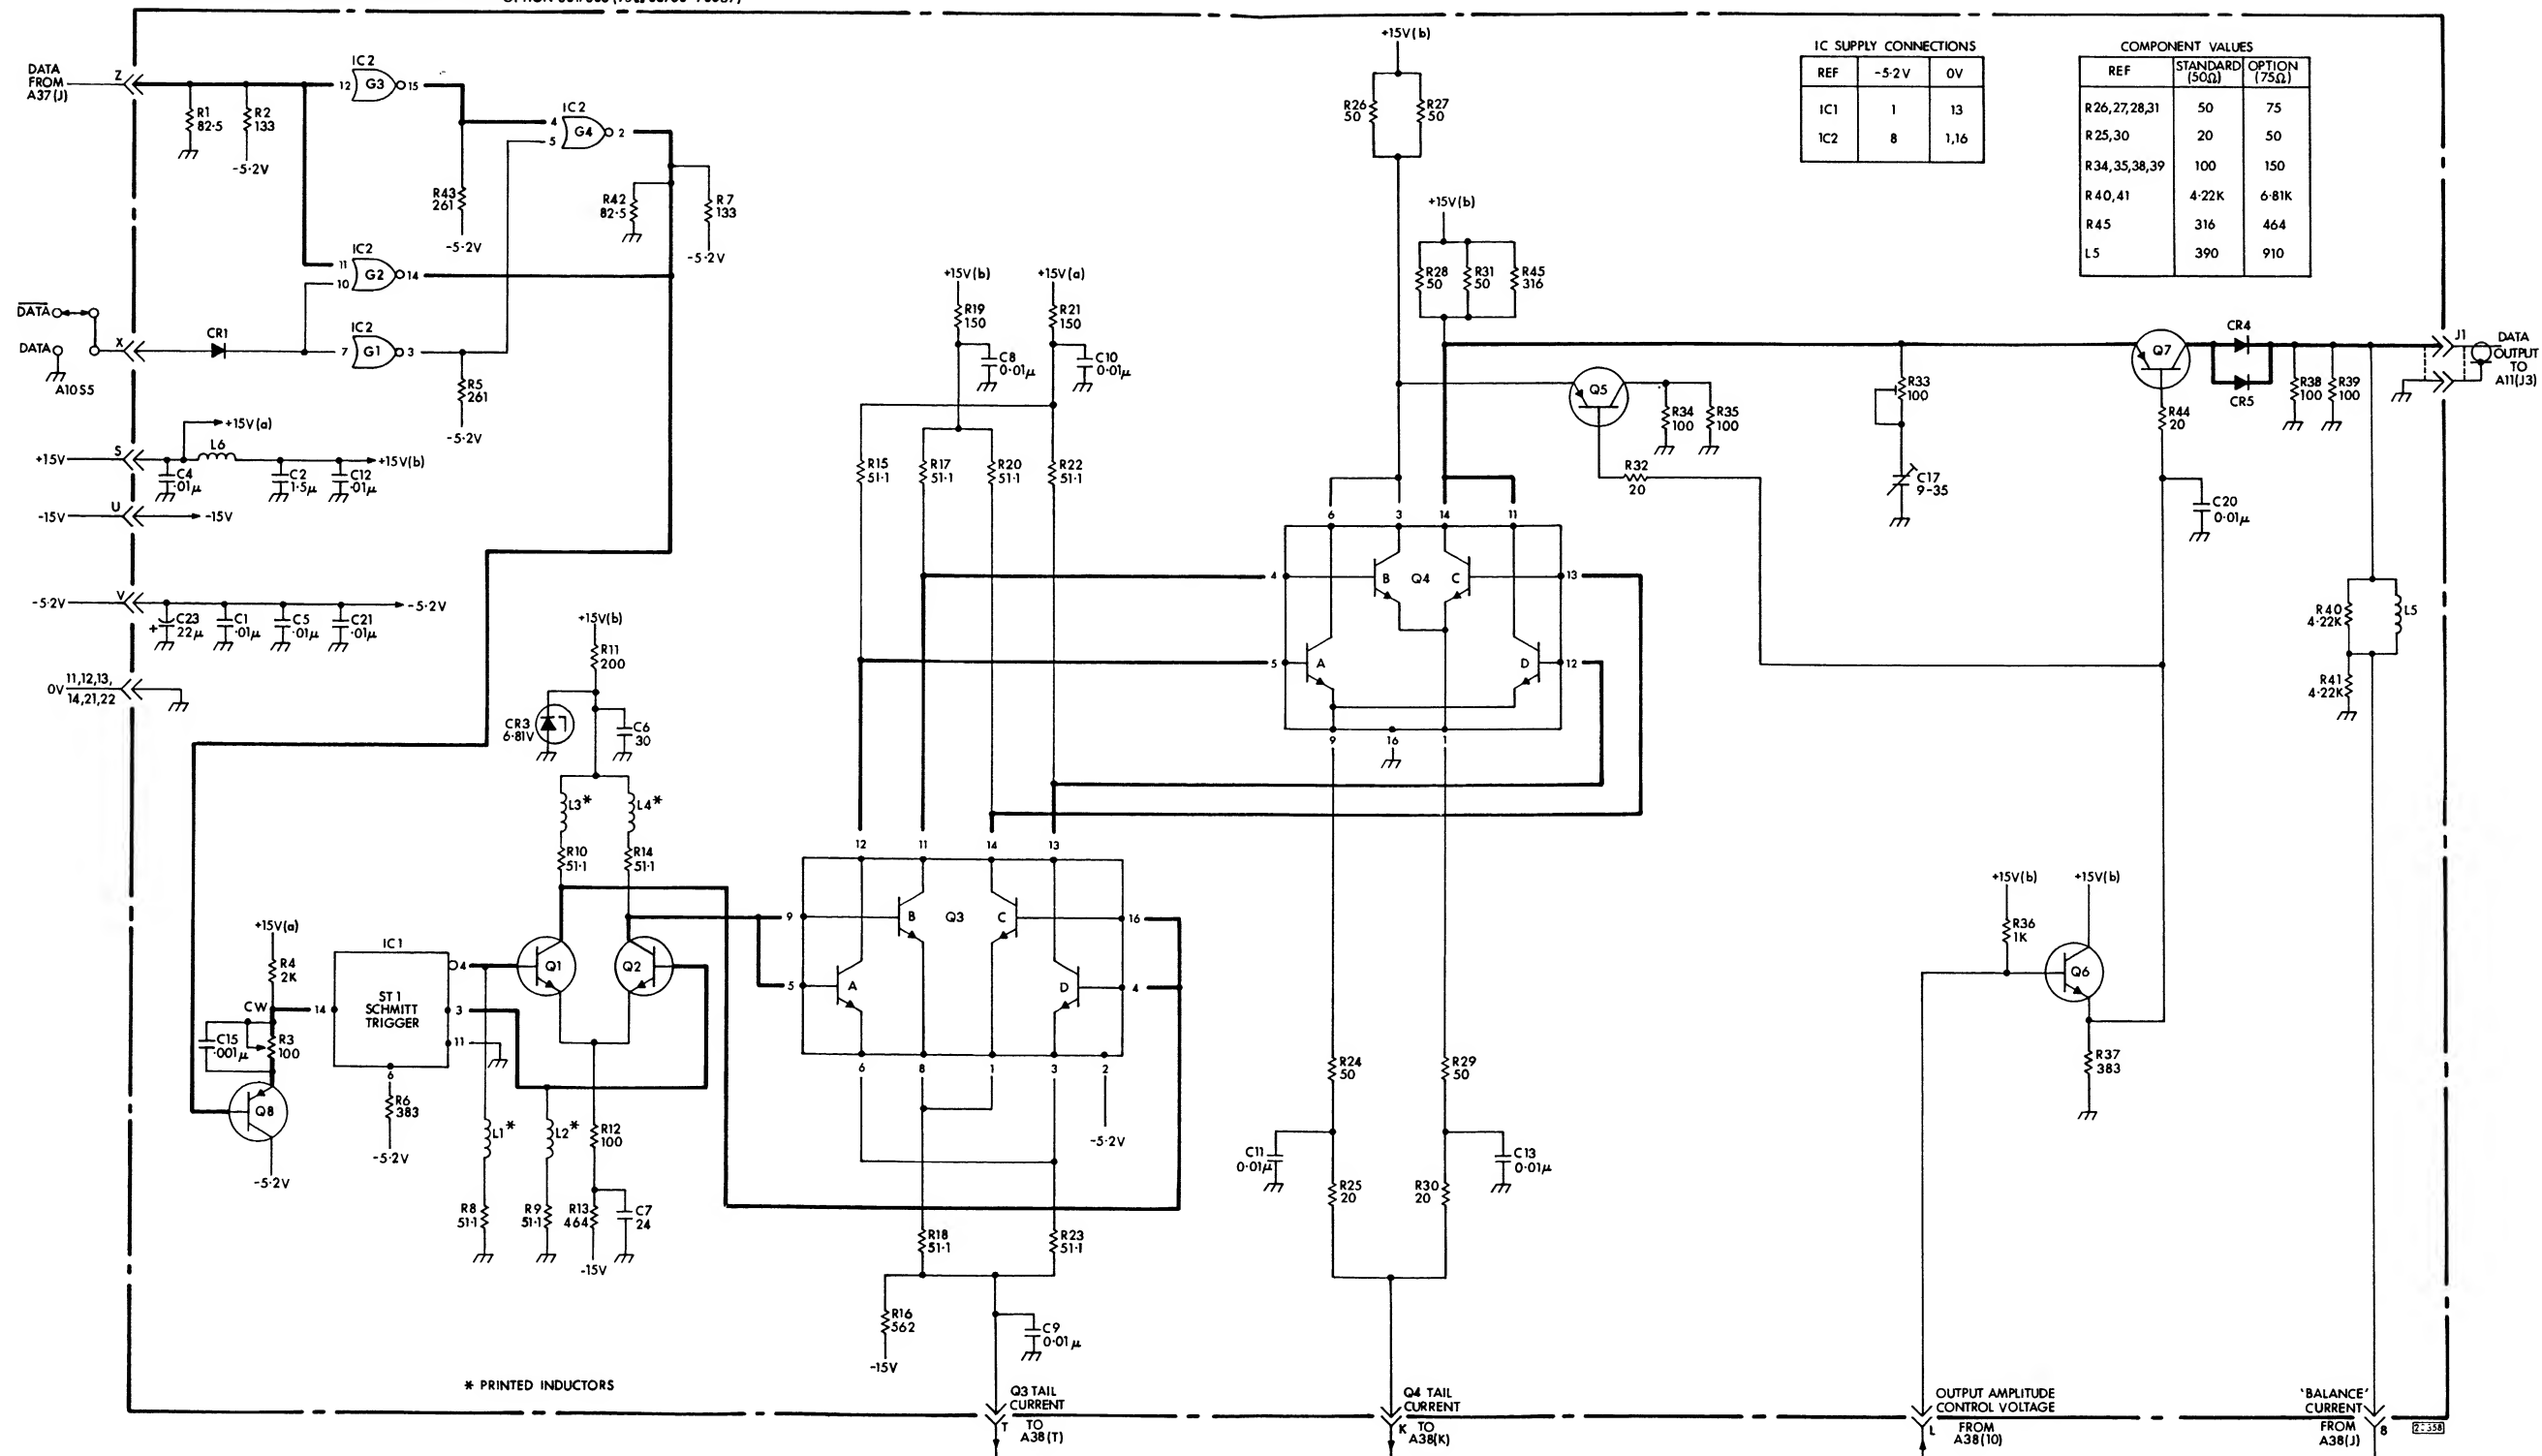 IC SUPPLY CONNECTIONS
REF -5·2V 0V
IC1 1 13
IC2 8 1,16
COMPONENT VALUES
REF STANDARD (50Ω) OPTION (75Ω)
R26,27,28,31 50 75
R25,30 20 50
R34,35,38,39 100 150
R40,41 4·22K 6·81K
R45 316 464
L5 390 910
DATA
FROM
A37(J)
Z
R1
82·5
R2
133
-5·2V
IC2
12 G3 15
IC2
4
5
G4 2
R43
261
-5·2V
R42
82·5
R7
133
-5·2V
IC2
11
10
G2 14
DATA
DATA
A10S5
X
CR1
IC2
7 G1 3
R5
261
-5·2V
+15V
S
+15V(a)
L6
+15V(b)
C4
·01μ
C2
1·5μ
C12
·01μ
-15V
U
-15V
-5·2V
V
-5·2V
C23
22μ
+
C1
·01μ
C5
·01μ
C21
·01μ
0V 11,12,13,
14,21,22
+15V(b)
R11
200
CR3
6·81V
C6
30
L3*
L4*
R10
51·1
R14
51·1
+15V(a)
R4
2K
CW
C15
·001μ
R3
100
Q8
-5·2V
IC1
14
ST1
SCHMITT
TRIGGER
4
3
11
6
R6
383
-5·2V
Q1
Q2
L1*
L2*
R12
100
R8
51·1
R9
51·1
R13
464
C7
24
-15V
+15V(b)
+15V(a)
R19
150
R21
150
C8
0·01μ
C10
0·01μ
R15
51·1
R17
51·1
R20
51·1
R22
51·1
12
11
14
13
9
5
B
Q3
C
A
D
16
4
6
8
1
3
2
-5·2V
R18
51·1
R23
51·1
R16
562
-15V
C9
0·01μ
+15V(b)
R26
50
R27
50
+15V(b)
R28
50
R31
50
R45
316
Q5
R34
100
R35
100
R32
20
6
3
14
11
4
5
B
Q4
C
A
D
13
12
9
16
1
R24
50
R29
50
C11
0·01μ
C13
0·01μ
R25
20
R30
20
R33
100
C17
9-35
Q7
R44
20
C20
0·01μ
CR4
CR5
R38
100
R39
100
J1
DATA
OUTPUT
TO
A11(J3)
R40
4·22K
L5
R41
4·22K
+15V(b)
+15V(b)
R36
1K
Q6
R37
383
* PRINTED INDUCTORS
Q3 TAIL
CURRENT
T TO
A38(T)
Q4 TAIL
CURRENT
K TO
A38(K)
OUTPUT AMPLITUDE
CONTROL VOLTAGE
L FROM
A38(10)
'BALANCE'
CURRENT
FROM 8
A38(J)